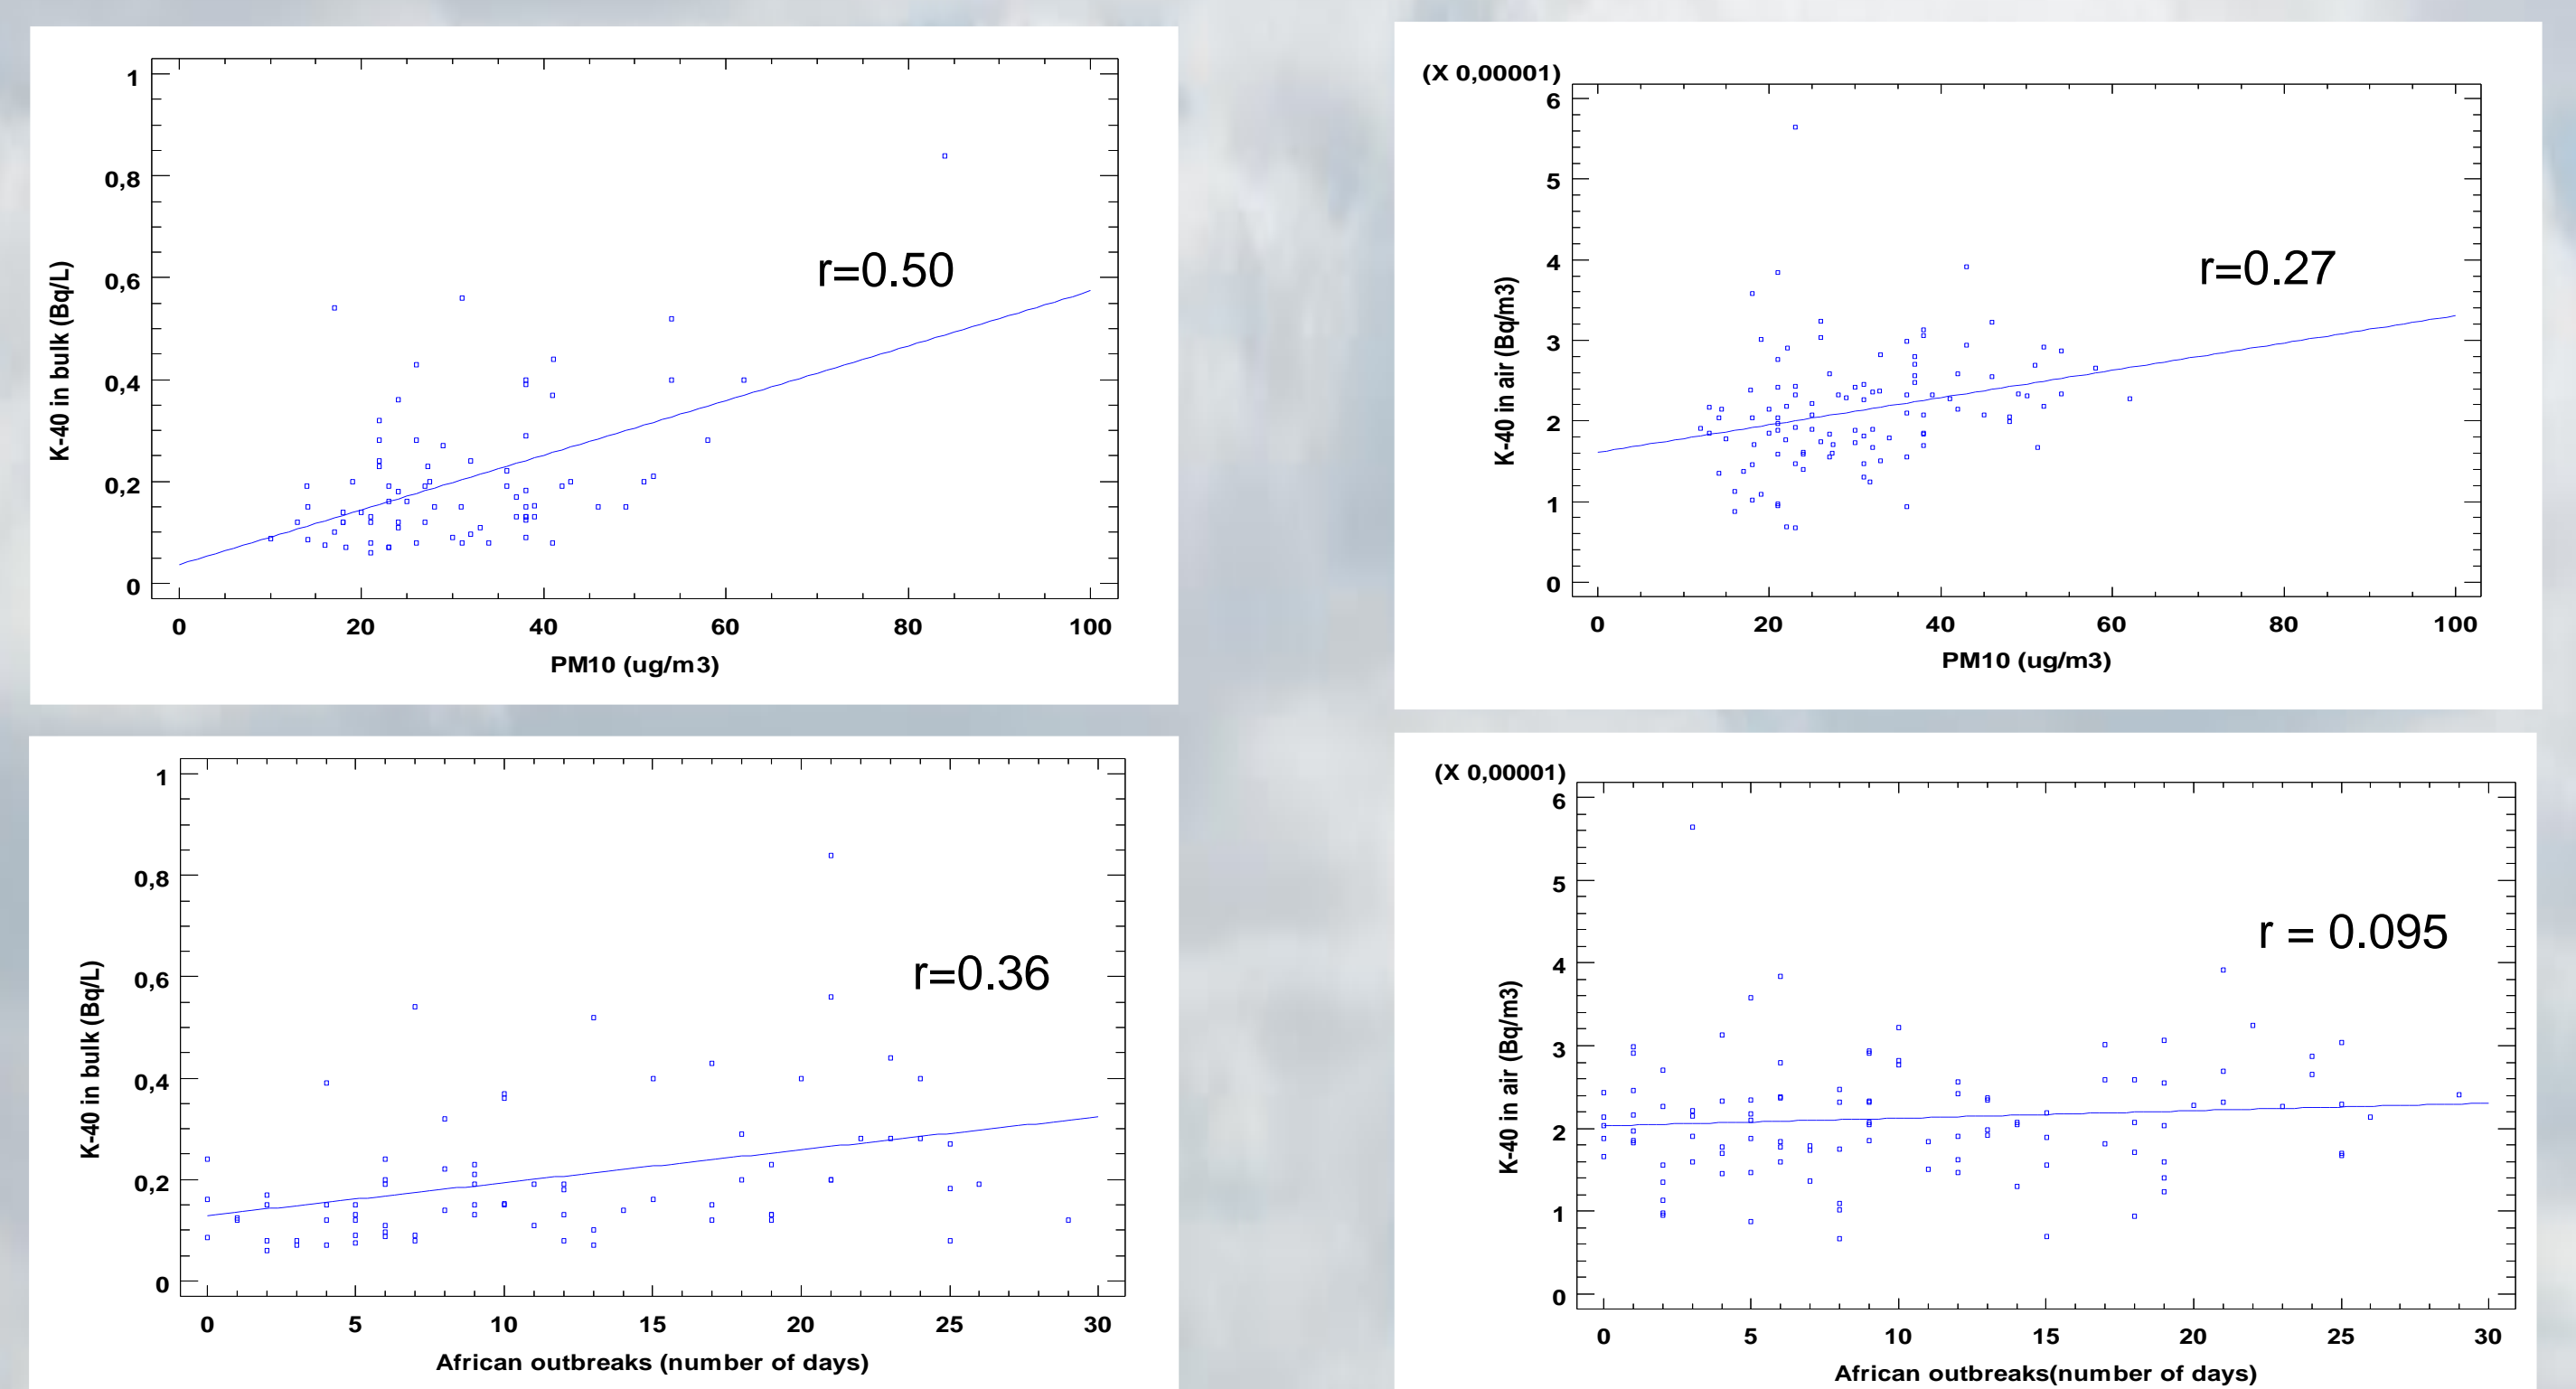 K-40 in bulk (Bq/L)
1
0,8
0,6
0,4
0,2
0
r=0.50
0 20 40 60 80 100
PM10 (ug/m3)
(X 0,00001)
K-40 in air (Bq/m3)
6
5
4
3
2
1
0
r=0.27
0 20 40 60 80 100
PM10 (ug/m3)
K-40 in bulk (Bq/L)
1
0,8
0,6
0,4
0,2
0
r=0.36
0 5 10 15 20 25 30
African outbreaks (number of days)
(X 0,00001)
K-40 in air (Bq/m3)
6
5
4
3
2
1
0
r = 0.095
0 5 10 15 20 25 30
African outbreaks(number of days)